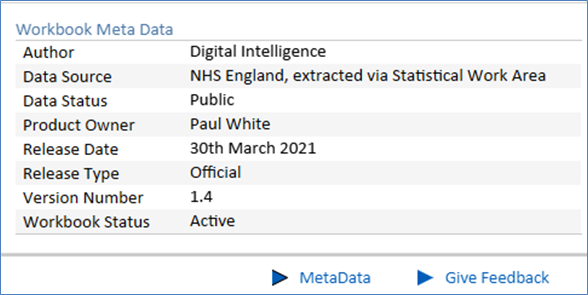 Workbook Meta Data
Author Digital Intelligence
Data Source NHS England, extracted via Statistical Work Area
Data Status Public
Product Owner Paul White
Release Date 30th March 2021
Release Type Official
Version Number 1.4
Workbook Status Active
MetaData Give Feedback